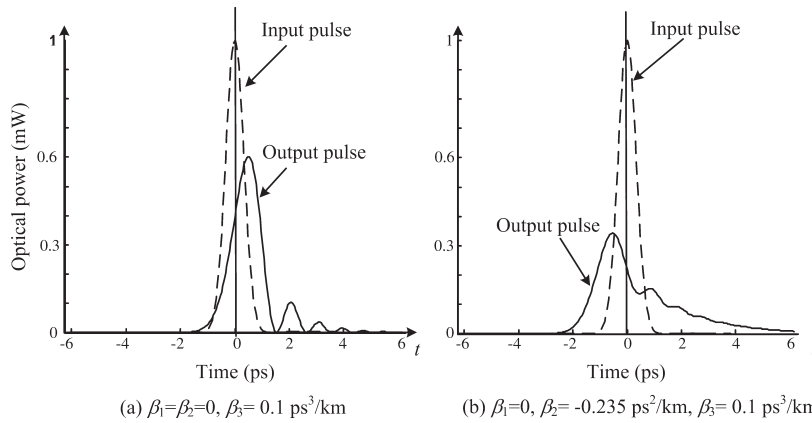 Optical power (mW)
1
0.6
0.3
0
Input pulse
Output pulse
-6 -4 -2 0 2 4 6 t
Time (ps)
(a) β₁=β₂=0, β₃= 0.1 ps³/km
1
0.6
0.3
0
Input pulse
Output pulse
-6 -4 -2 0 2 4 6
Time (ps)
(b) β₁=0, β₂= -0.235 ps²/km, β₃= 0.1 ps³/km